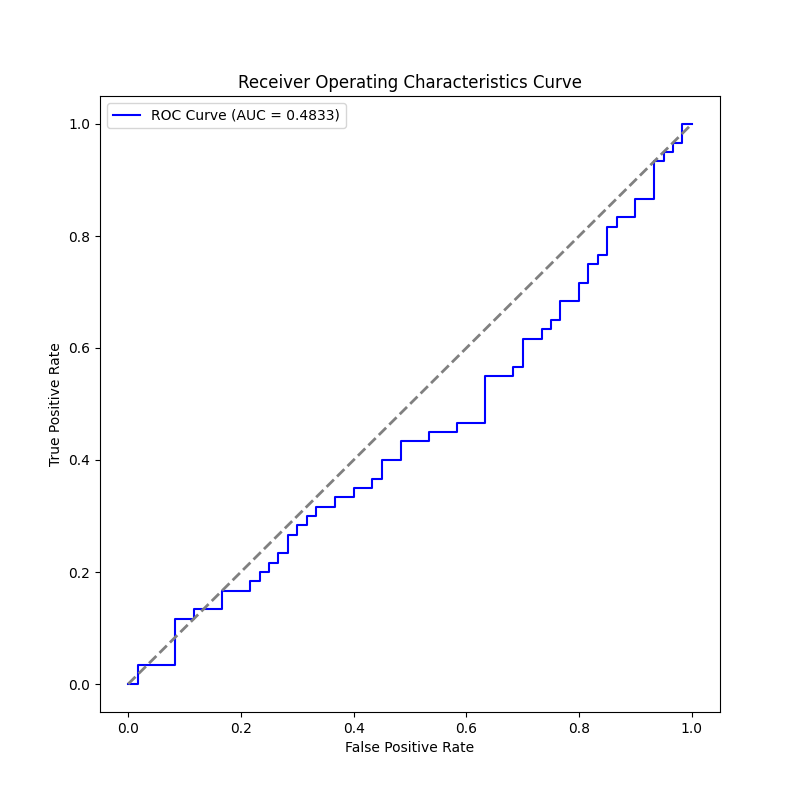 Receiver Operating Characteristics Curve
ROC Curve (AUC = 0.4833)
1.0
0.8
0.6
0.4
0.2
0.0
True Positive Rate
0.0 0.2 0.4 0.6 0.8 1.0
False Positive Rate